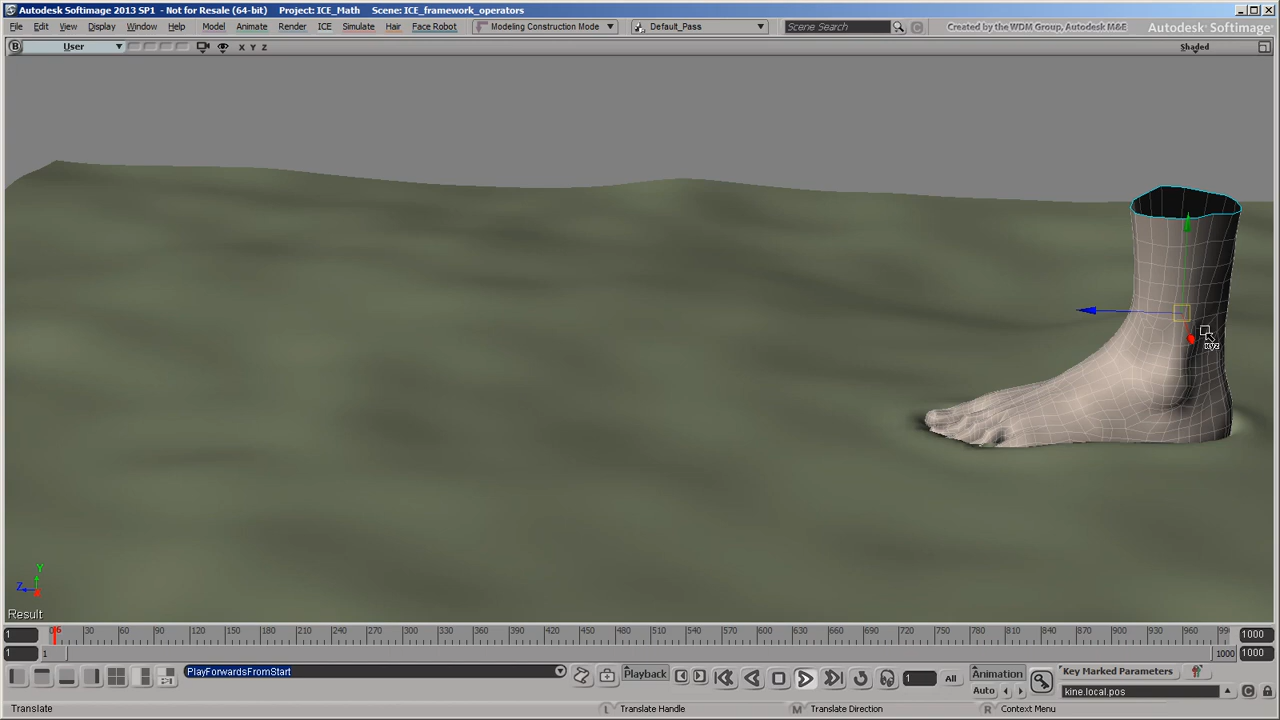 Autodesk Softimage 2013 SP1 - Not for Resale (64-bit) Project: ICE_Math Scene: ICE_framework_operators
File Edit Display Window Help Model Animate Render ICE Simulate Hair Face Robot Modeling Construction Mode Default_Pass Scene Search C Created by the WDM Group, Autodesk M&E Autodesk Softimage
B User X Y Z Shaded
xyz
Y
Z
Result
1 6 30 60 90 120 150 180 210 240 270 300 330 360 390 420 450 480 510 540 570 600 630 660 690 720 750 780 810 840 870 900 930 960 99 1000
1 1 1000 1000
PlayForwardsFromStart Playback 1 All Animation Key Marked Parameters
Auto kine.local.pos C
Translate L Translate Handle M Translate Direction R Context Menu